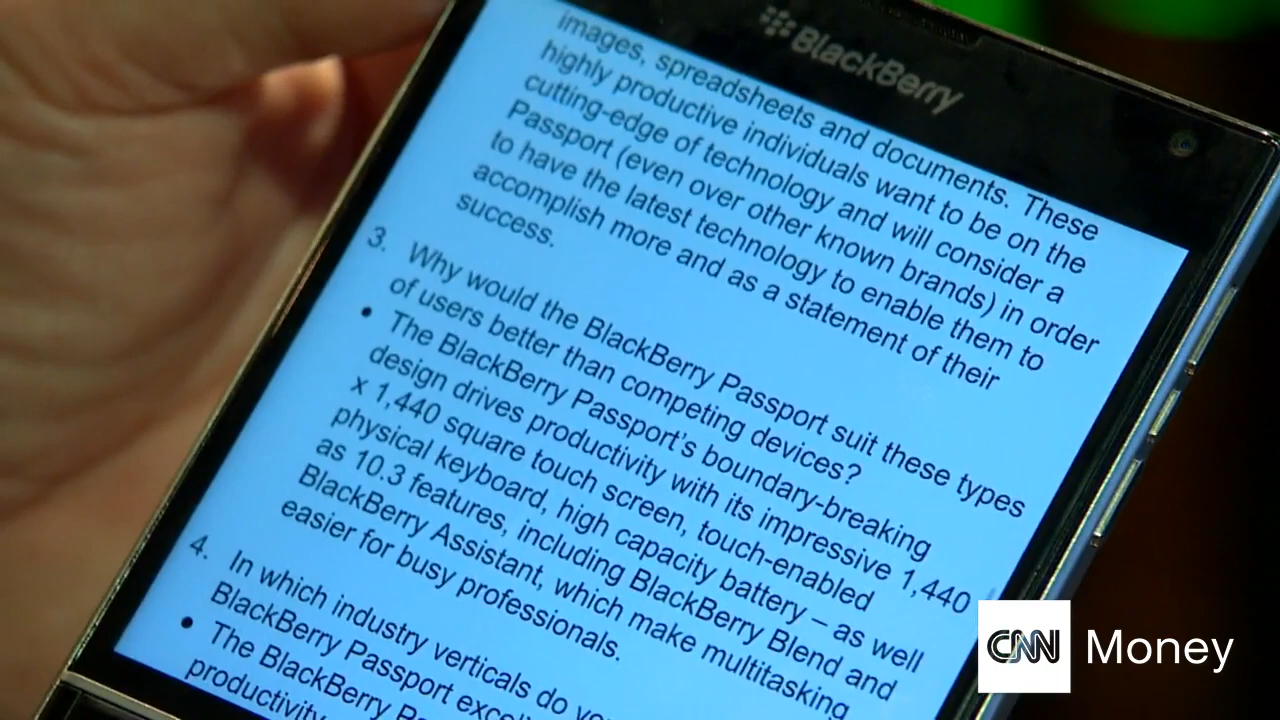 BlackBerry
images, spreadsheets and documents. These
highly productive individuals want to be on the
cutting-edge of technology and will consider a
Passport (even over other known brands) in order
to have the latest technology to enable them to
accomplish more and as a statement of their
success.
3. Why would the BlackBerry Passport suit these types
of users better than competing devices?
• The BlackBerry Passport's boundary-breaking
design drives productivity with its impressive 1,440
x 1,440 square touch screen, touch-enabled
physical keyboard, high capacity battery – as well
as 10.3 features, including BlackBerry Blend and
BlackBerry Assistant, which make multitasking
easier for busy professionals.
4. In which industry verticals do
BlackBerry Passport
• The BlackBerry
productivity
CNN Money